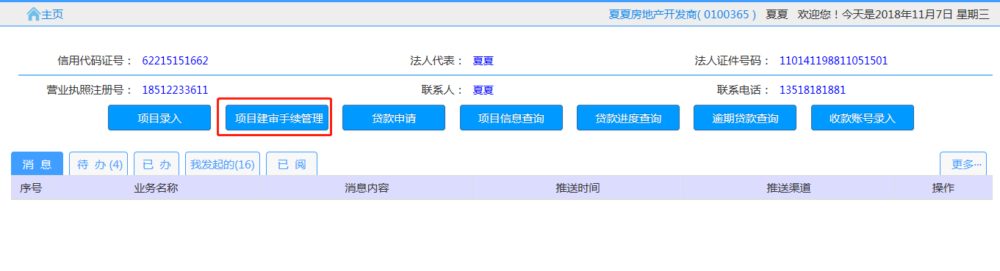 主页 夏夏房地产开发商( 0100365 ) 夏夏 欢迎您！今天是2018年11月7日 星期三
信用代码证号： 62215151662 法人代表： 夏夏 法人证件号码： 110141198811051501
营业执照注册号： 18512233611 联系人： 夏夏 联系电话： 13518181881
项目录入 项目建审手续管理 贷款申请 项目信息查询 贷款进度查询 逾期贷款查询 收款账号录入
消 息 待 办 (4) 已 办 我发起的(16) 已 阅 更多···
序号 业务名称 消息内容 推送时间 推送渠道 操作